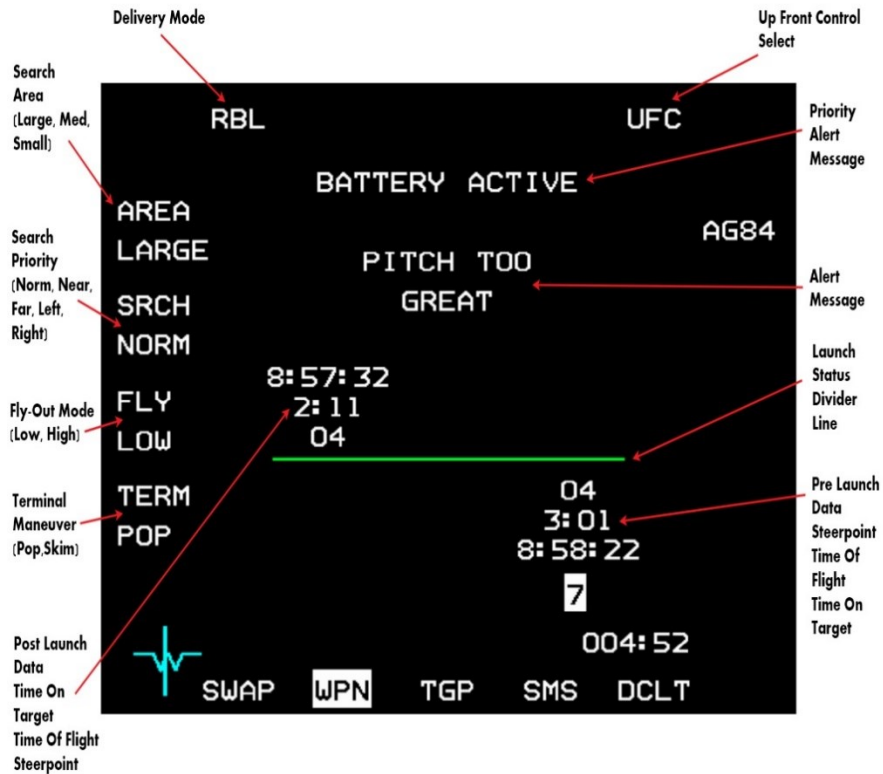 Delivery Mode
Up Front Control
Select
Search
Area
(Large, Med,
Small)
RBL
UFC
Priority
Alert
Message
BATTERY ACTIVE
AREA
LARGE
AG84
Search
Priority
(Norm, Near,
Far, Left,
Right)
PITCH TOO
GREAT
Alert
Message
SRCH
NORM
8:57:32
2:11
04
Launch
Status
Divider
Line
Fly-Out Mode
(Low, High)
FLY
LOW
04
3:01
8:58:22
7
Pre Launch
Data
Steerpoint
Time Of
Flight
Time On
Target
Terminal
Maneuver
(Pop,Skim)
TERM
POP
004:52
Post Launch
Data
Time On
Target
Time Of Flight
Steerpoint
SWAP WPN TGP SMS DCLT